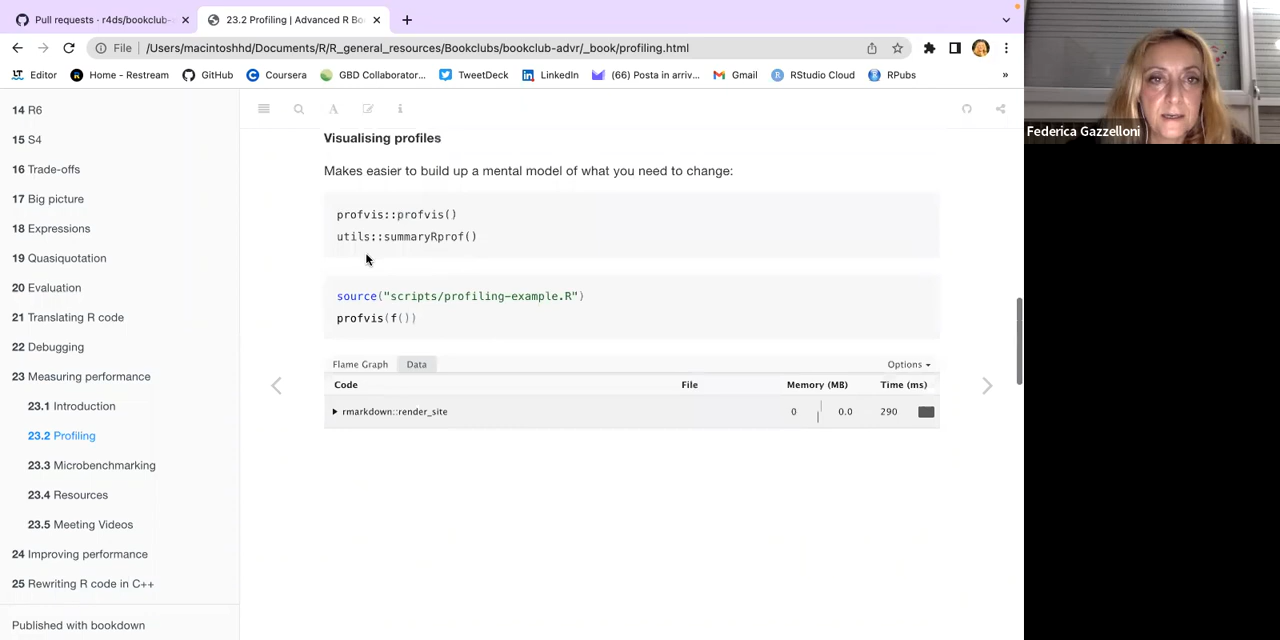 Pull requests · r4ds/bookclub-
23.2 Profiling | Advanced R Bo
File
/Users/macintoshhd/Documents/R/R_general_resources/Bookclubs/bookclub-advr/_book/profiling.html
Editor
Home - Restream
GitHub
Coursera
GBD Collaborator...
TweetDeck
LinkedIn
(66) Posta in arriv...
Gmail
RStudio Cloud
RPubs
»
Federica Gazzelloni
14 R6
15 S4
16 Trade-offs
17 Big picture
18 Expressions
19 Quasiquotation
20 Evaluation
21 Translating R code
22 Debugging
23 Measuring performance
23.1 Introduction
23.2 Profiling
23.3 Microbenchmarking
23.4 Resources
23.5 Meeting Videos
24 Improving performance
25 Rewriting R code in C++
Published with bookdown
A
i
Visualising profiles
Makes easier to build up a mental model of what you need to change:
profvis::profvis()
utils::summaryRprof()
source("scripts/profiling-example.R")
profvis(f())
Flame Graph Data Options
Code File Memory (MB) Time (ms)
rmarkdown::render_site 0 0.0 290